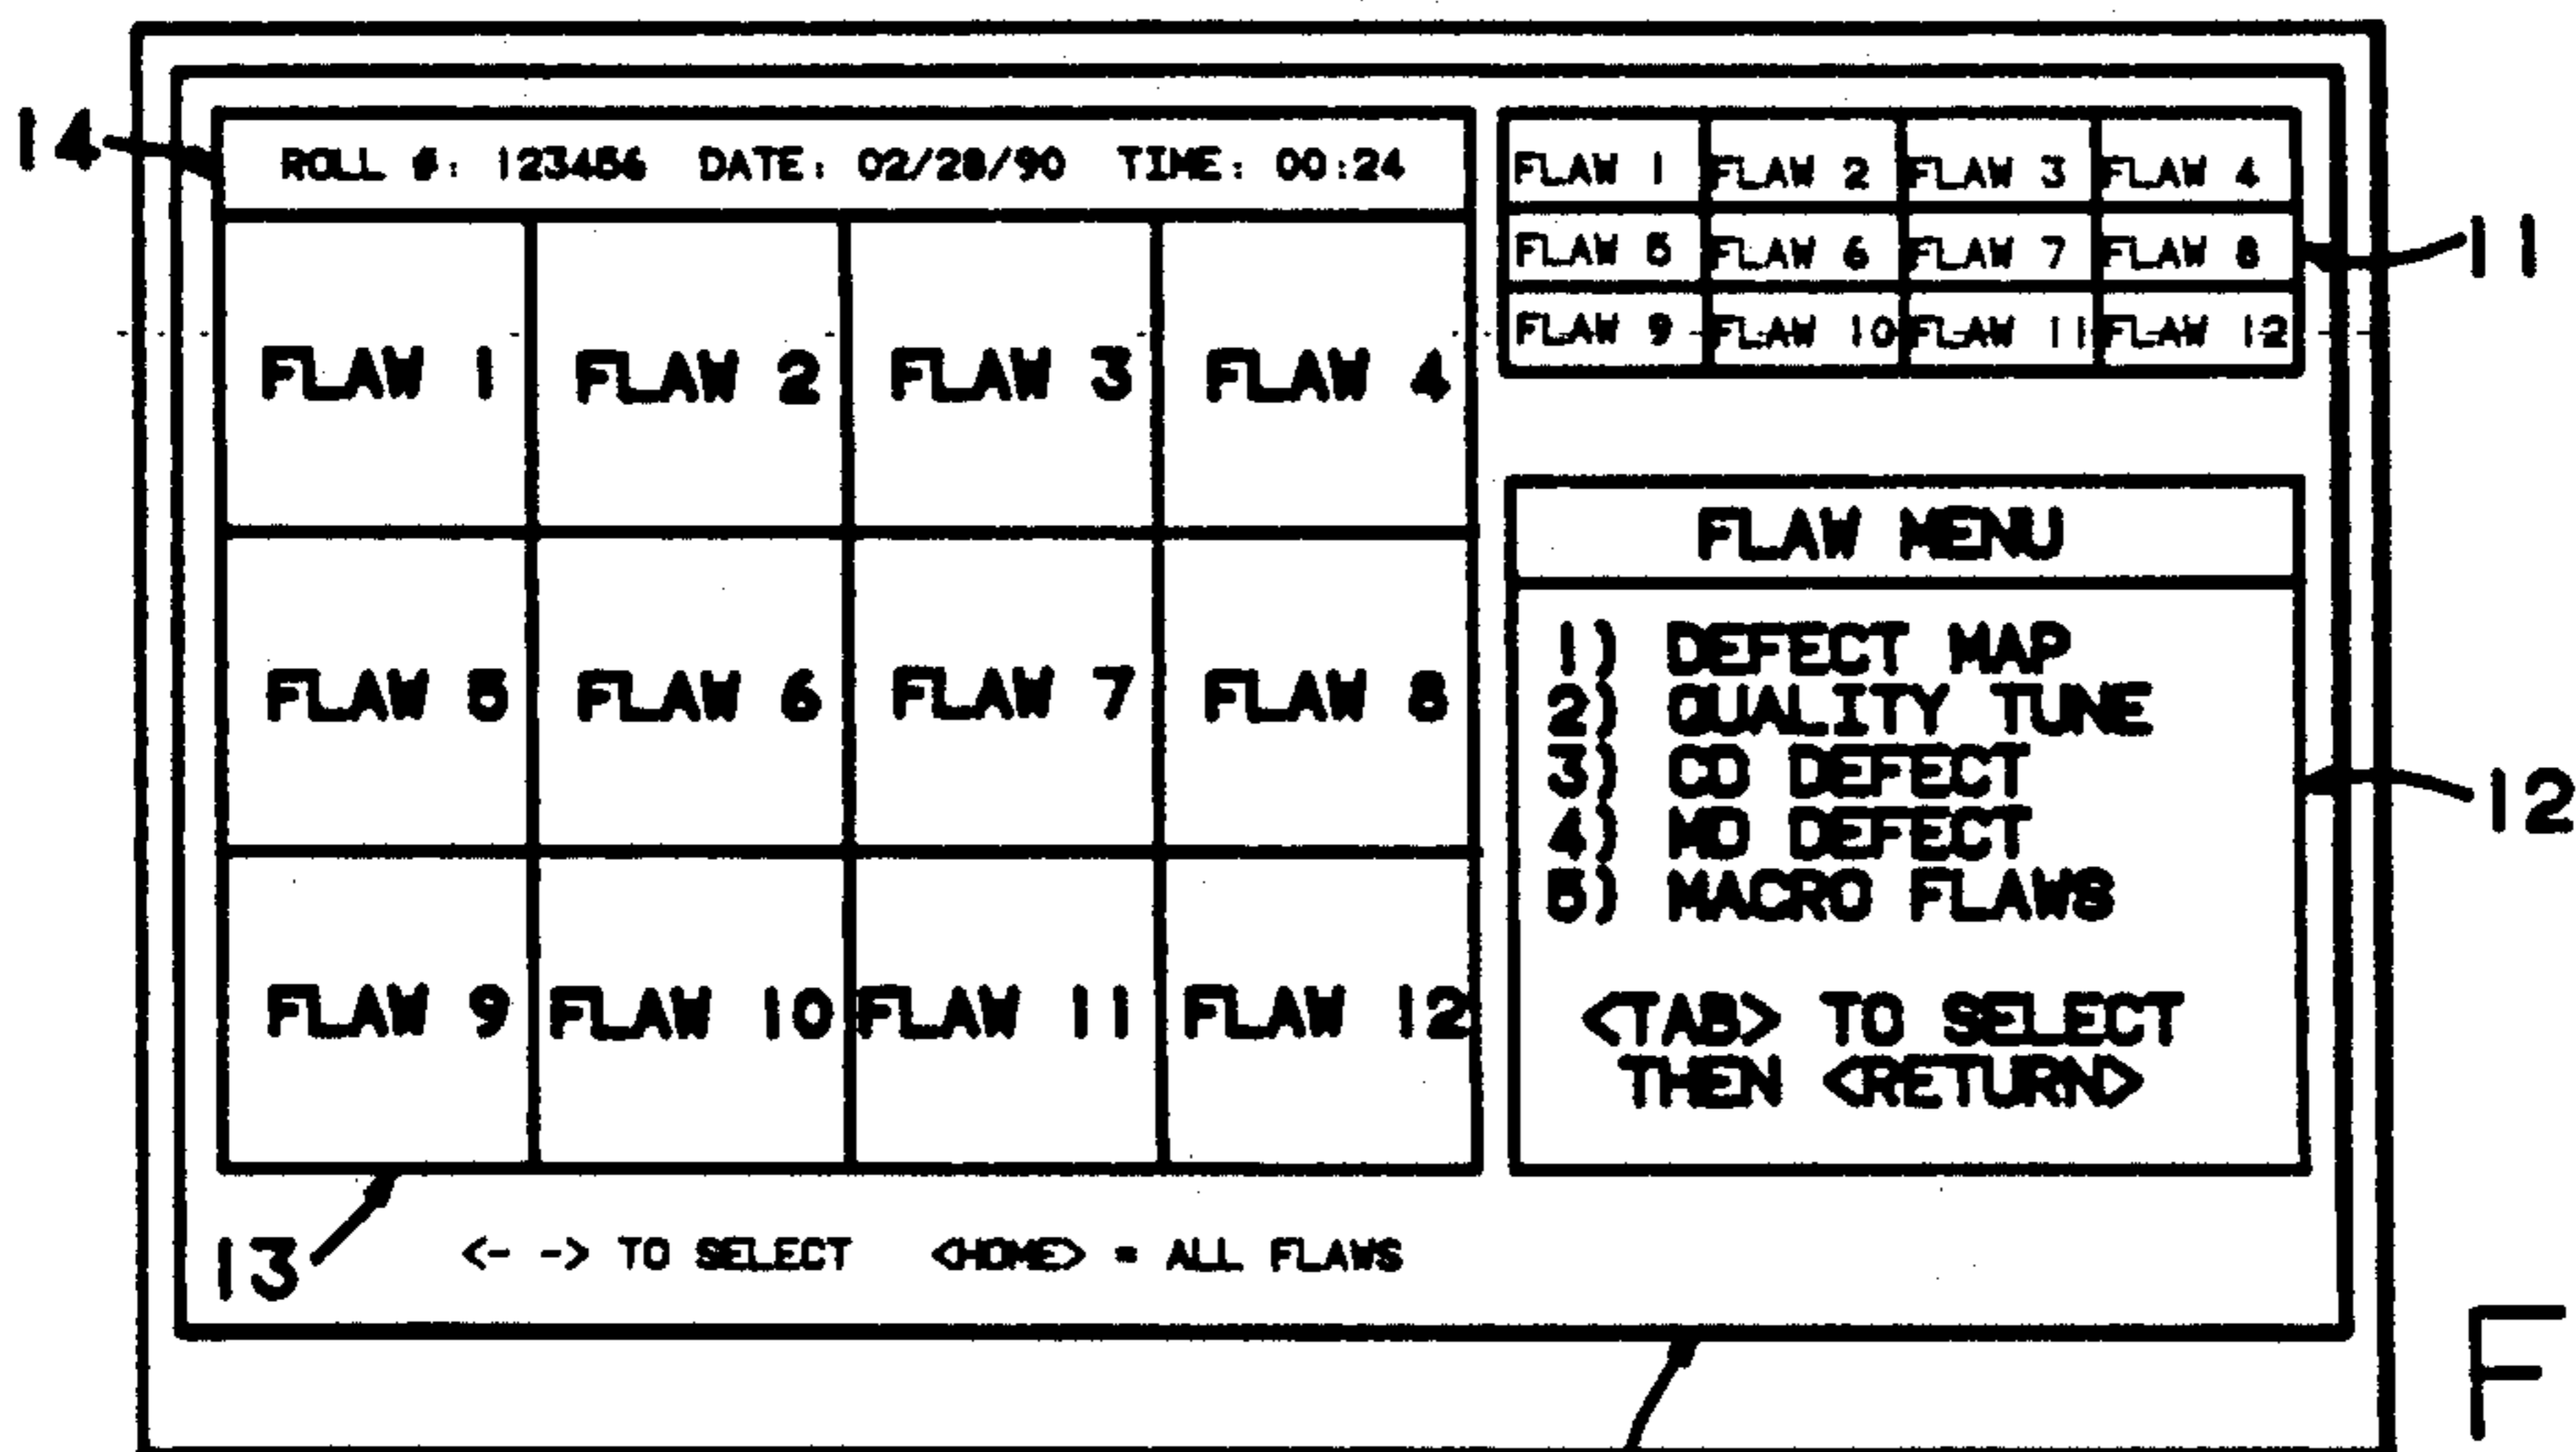 14
ROLL #: 123456 DATE: 02/28/90 TIME: 00:24
FLAW 1 FLAW 2 FLAW 3 FLAW 4
FLAW 5 FLAW 6 FLAW 7 FLAW 8
FLAW 9 FLAW 10 FLAW 11 FLAW 12
13
<- -> TO SELECT <HOME> = ALL FLAWS
FLAW 1 FLAW 2 FLAW 3 FLAW 4
FLAW 5 FLAW 6 FLAW 7 FLAW 8
FLAW 9 FLAW 10 FLAW 11 FLAW 12
11
FLAW MENU
1) DEFECT MAP
2) QUALITY TUNE
3) CD DEFECT
4) MD DEFECT
5) MACRO FLAWS
<TAB> TO SELECT
THEN <RETURN>
12
F